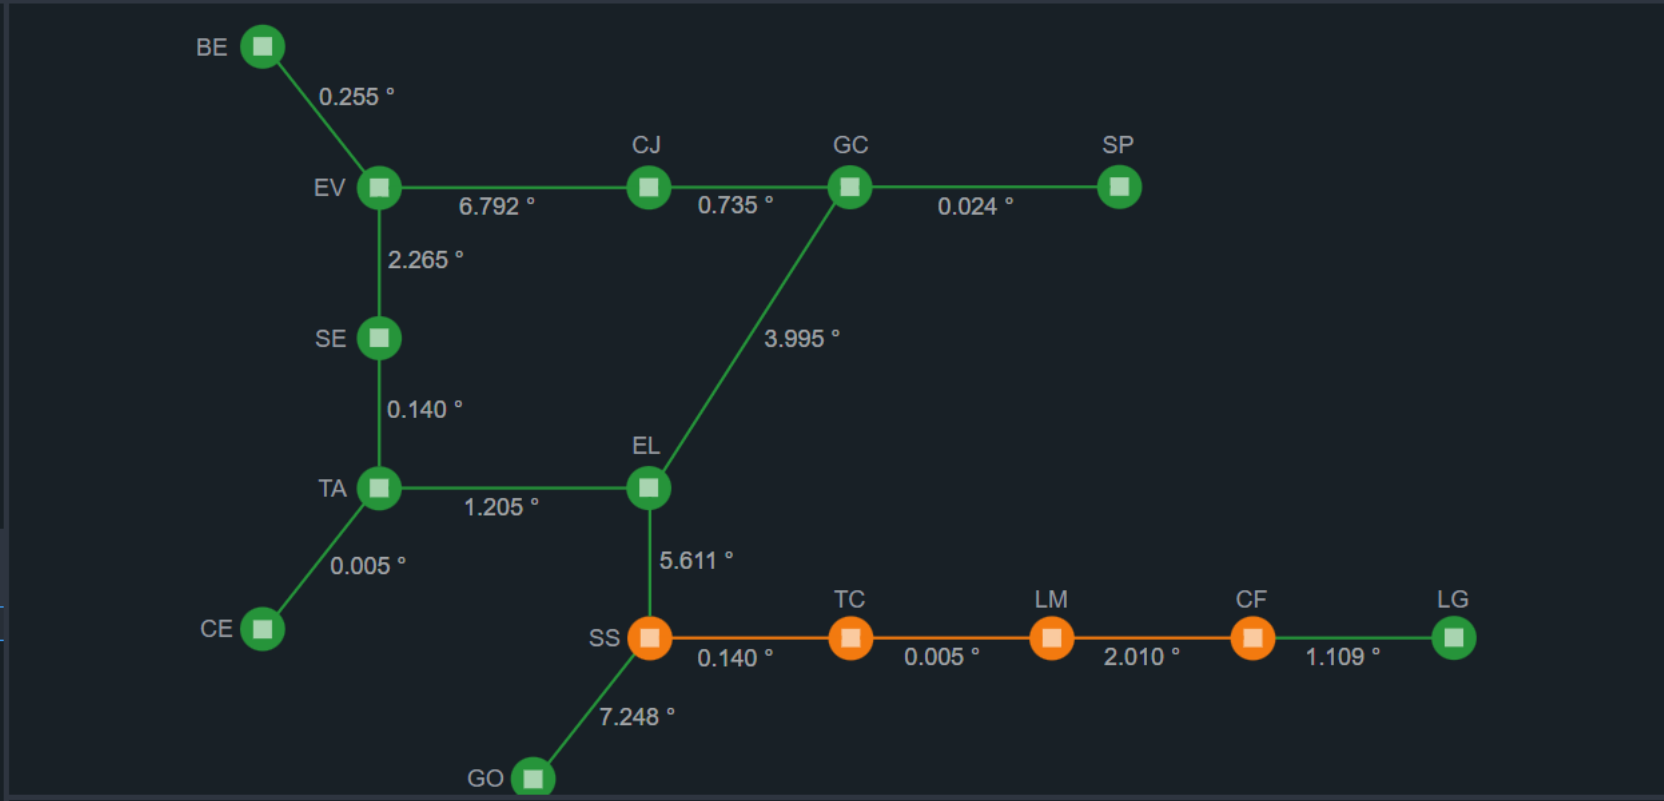 BE
0.255 °
CJ
GC
SP
EV
6.792 °
0.735 °
0.024 °
2.265 °
SE
3.995 °
0.140 °
EL
TA
1.205 °
5.611 °
0.005 °
TC
LM
CF
LG
CE
SS
0.140 °
0.005 °
2.010 °
1.109 °
7.248 °
GO